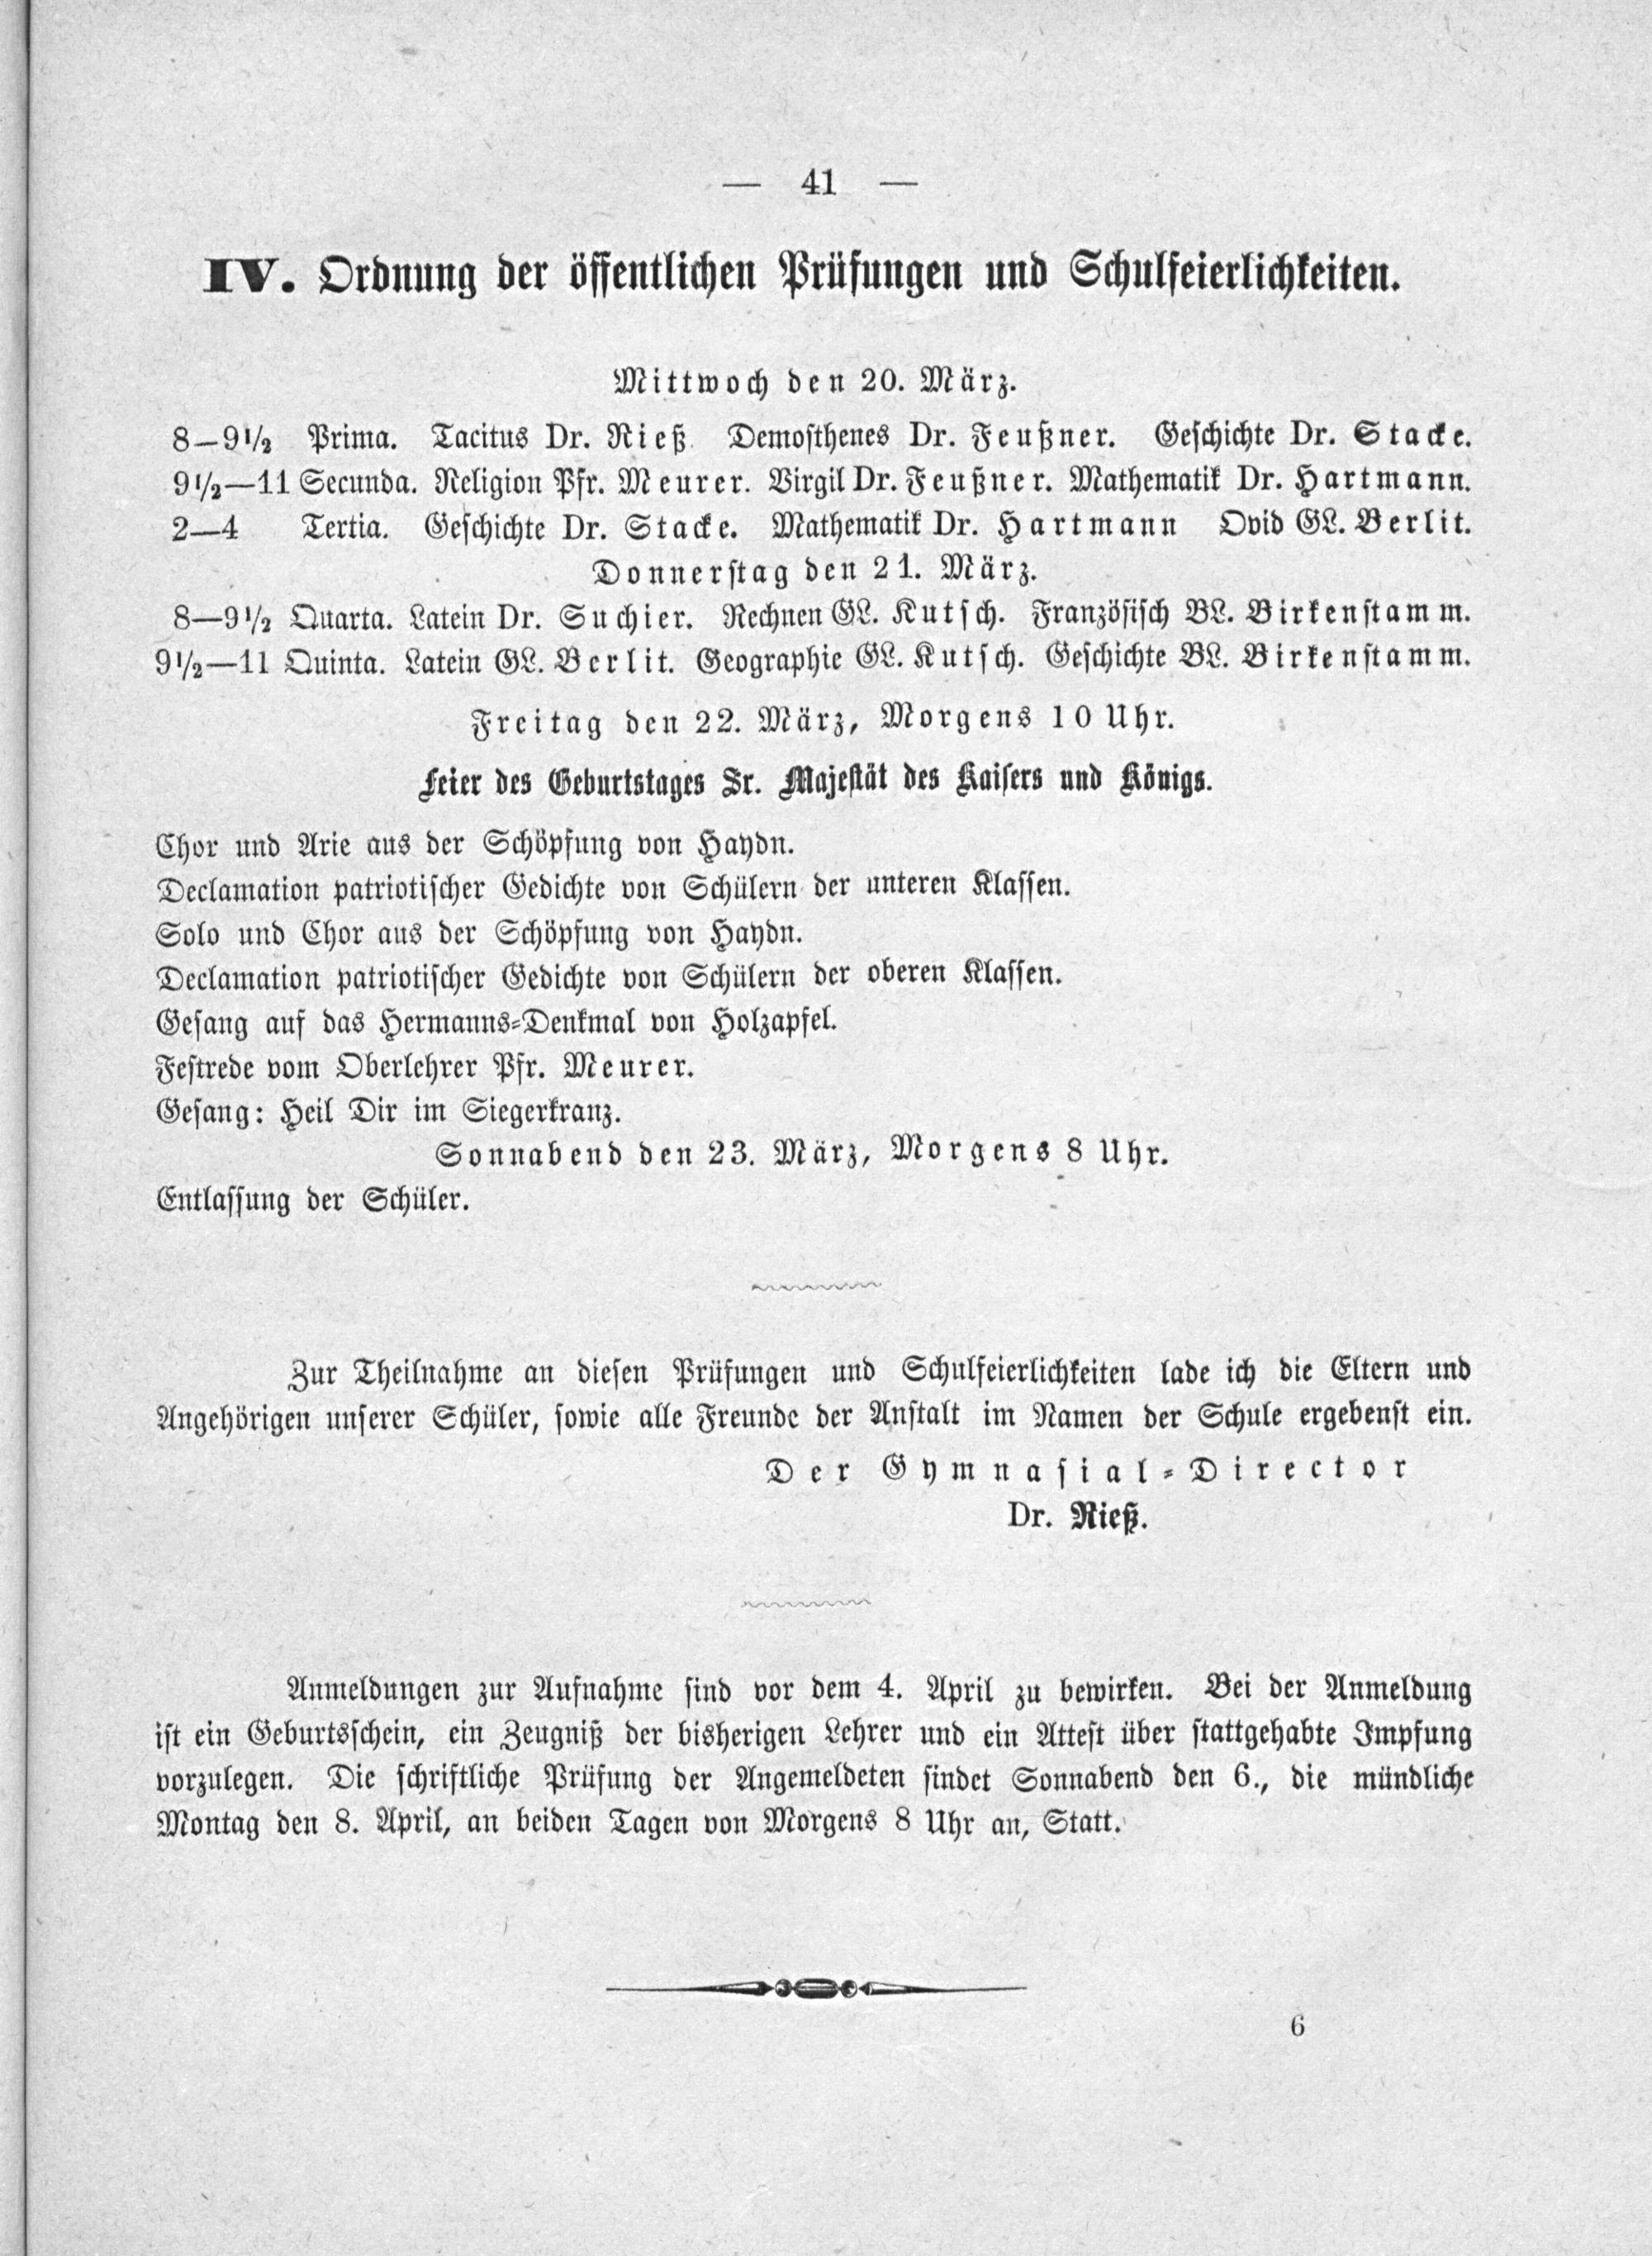 — 41 —
IV. Ordnung der öffentlichen Prüfungen und Schulfeierlichkeiten.
Mittwoch den 20. März.
8—9½ Prima. Tacitus Dr. Rieß. Demosthenes Dr. Feußner. Geschichte Dr. Stacke.
9½—11 Secunda. Religion Pfr. Meurer. Virgil Dr. Feußner. Mathematik Dr. Hartmann.
2—4 Tertia. Geschichte Dr. Stacke. Mathematik Dr. Hartmann Ovid GL. Berlit.
Donnerstag den 21. März.
8—9½ Quarta. Latein Dr. Suchier. Rechnen GL. Kutsch. Französisch BL. Birkenstamm.
9½—11 Quinta. Latein GL. Berlit. Geographie GL. Kutsch. Geschichte BL. Birkenstamm.
Freitag den 22. März, Morgens 10 Uhr.
Feier des Geburtstages Sr. Majestät des Kaisers und Königs.
Chor und Arie aus der Schöpfung von Haydn.
Declamation patriotischer Gedichte von Schülern der unteren Klassen.
Solo und Chor aus der Schöpfung von Haydn.
Declamation patriotischer Gedichte von Schülern der oberen Klassen.
Gesang auf das Hermanns-Denkmal von Holzapfel.
Festrede vom Oberlehrer Pfr. Meurer.
Gesang: Heil Dir im Siegerkranz.
Sonnabend den 23. März, Morgens 8 Uhr.
Entlassung der Schüler.
Zur Theilnahme an diesen Prüfungen und Schulfeierlichkeiten lade ich die Eltern und
Angehörigen unserer Schüler, sowie alle Freunde der Anstalt im Namen der Schule ergebenst ein.
Der Gymnasial-Director
Dr. Rieß.
Anmeldungen zur Aufnahme sind vor dem 4. April zu bewirken. Bei der Anmeldung
ist ein Geburtsschein, ein Zeugniß der bisherigen Lehrer und ein Attest über stattgehabte Impfung
vorzulegen. Die schriftliche Prüfung der Angemeldeten findet Sonnabend den 6., die mündliche
Montag den 8. April, an beiden Tagen von Morgens 8 Uhr an, Statt.
6